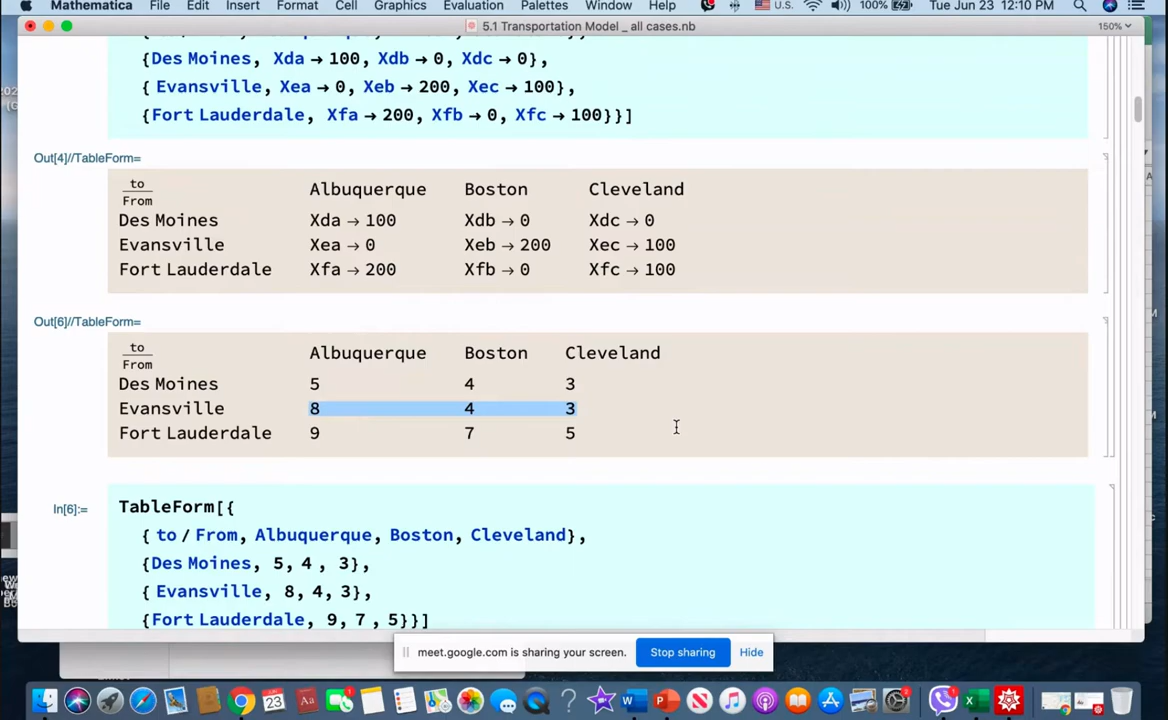 Mathematica File Edit Insert Format Cell Graphics Evaluation Palettes Window Help U.S. 100% Tue Jun 23 12:10 PM
5.1 Transportation Model _ all cases.nb
150%
{Des Moines, Xda → 100, Xdb → 0, Xdc → 0},
{ Evansville, Xea → 0, Xeb → 200, Xec → 100},
{Fort Lauderdale, Xfa → 200, Xfb → 0, Xfc → 100}}]
Out[4]//TableForm=
to
From
Albuquerque Boston Cleveland
Des Moines Xda → 100 Xdb → 0 Xdc → 0
Evansville Xea → 0 Xeb → 200 Xec → 100
Fort Lauderdale Xfa → 200 Xfb → 0 Xfc → 100
Out[6]//TableForm=
to
From
Albuquerque Boston Cleveland
Des Moines 5 4 3
Evansville 8 4 3
Fort Lauderdale 9 7 5
In[6]:= TableForm[{
{ to / From, Albuquerque, Boston, Cleveland},
{Des Moines, 5, 4 , 3},
{ Evansville, 8, 4, 3},
{Fort Lauderdale, 9, 7 , 5}}]
meet.google.com is sharing your screen. Stop sharing Hide